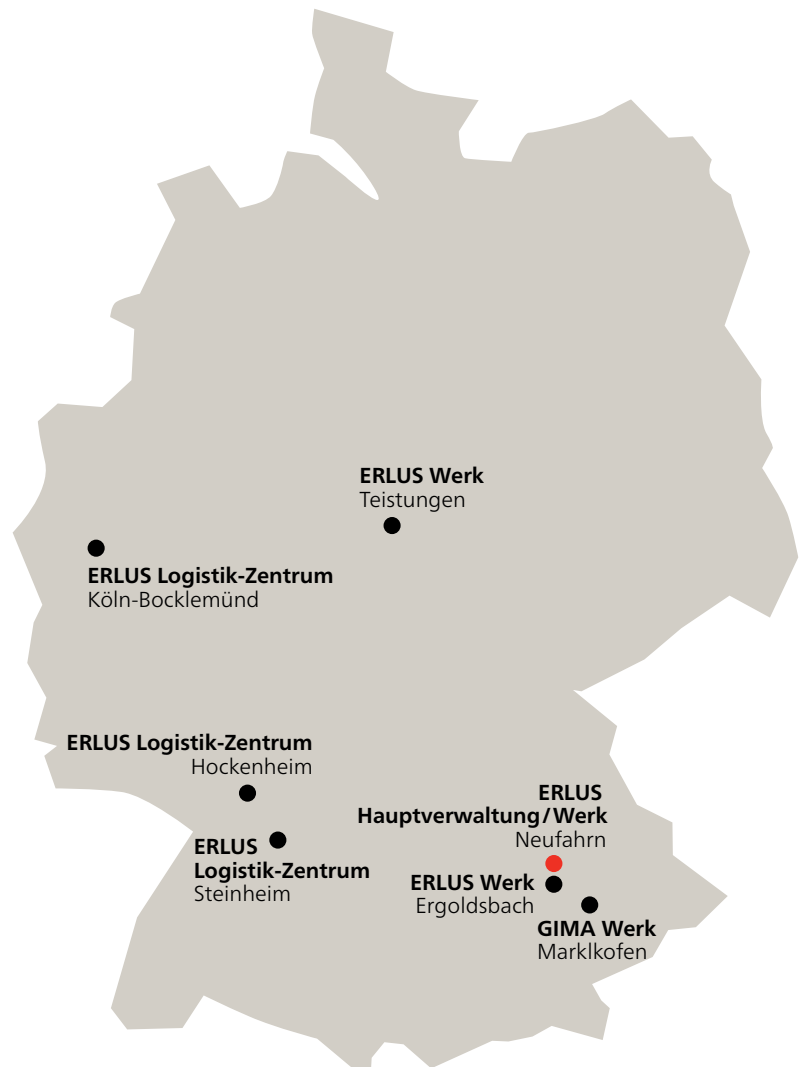 ERLUS Werk
Teistungen
ERLUS Logistik-Zentrum
Köln-Bocklemünd
ERLUS Logistik-Zentrum
Hockenheim
ERLUS
Logistik-Zentrum
Steinheim
ERLUS
Hauptverwaltung/Werk
Neufahrn
ERLUS Werk
Ergoldsbach
GIMA Werk
Marklkofen